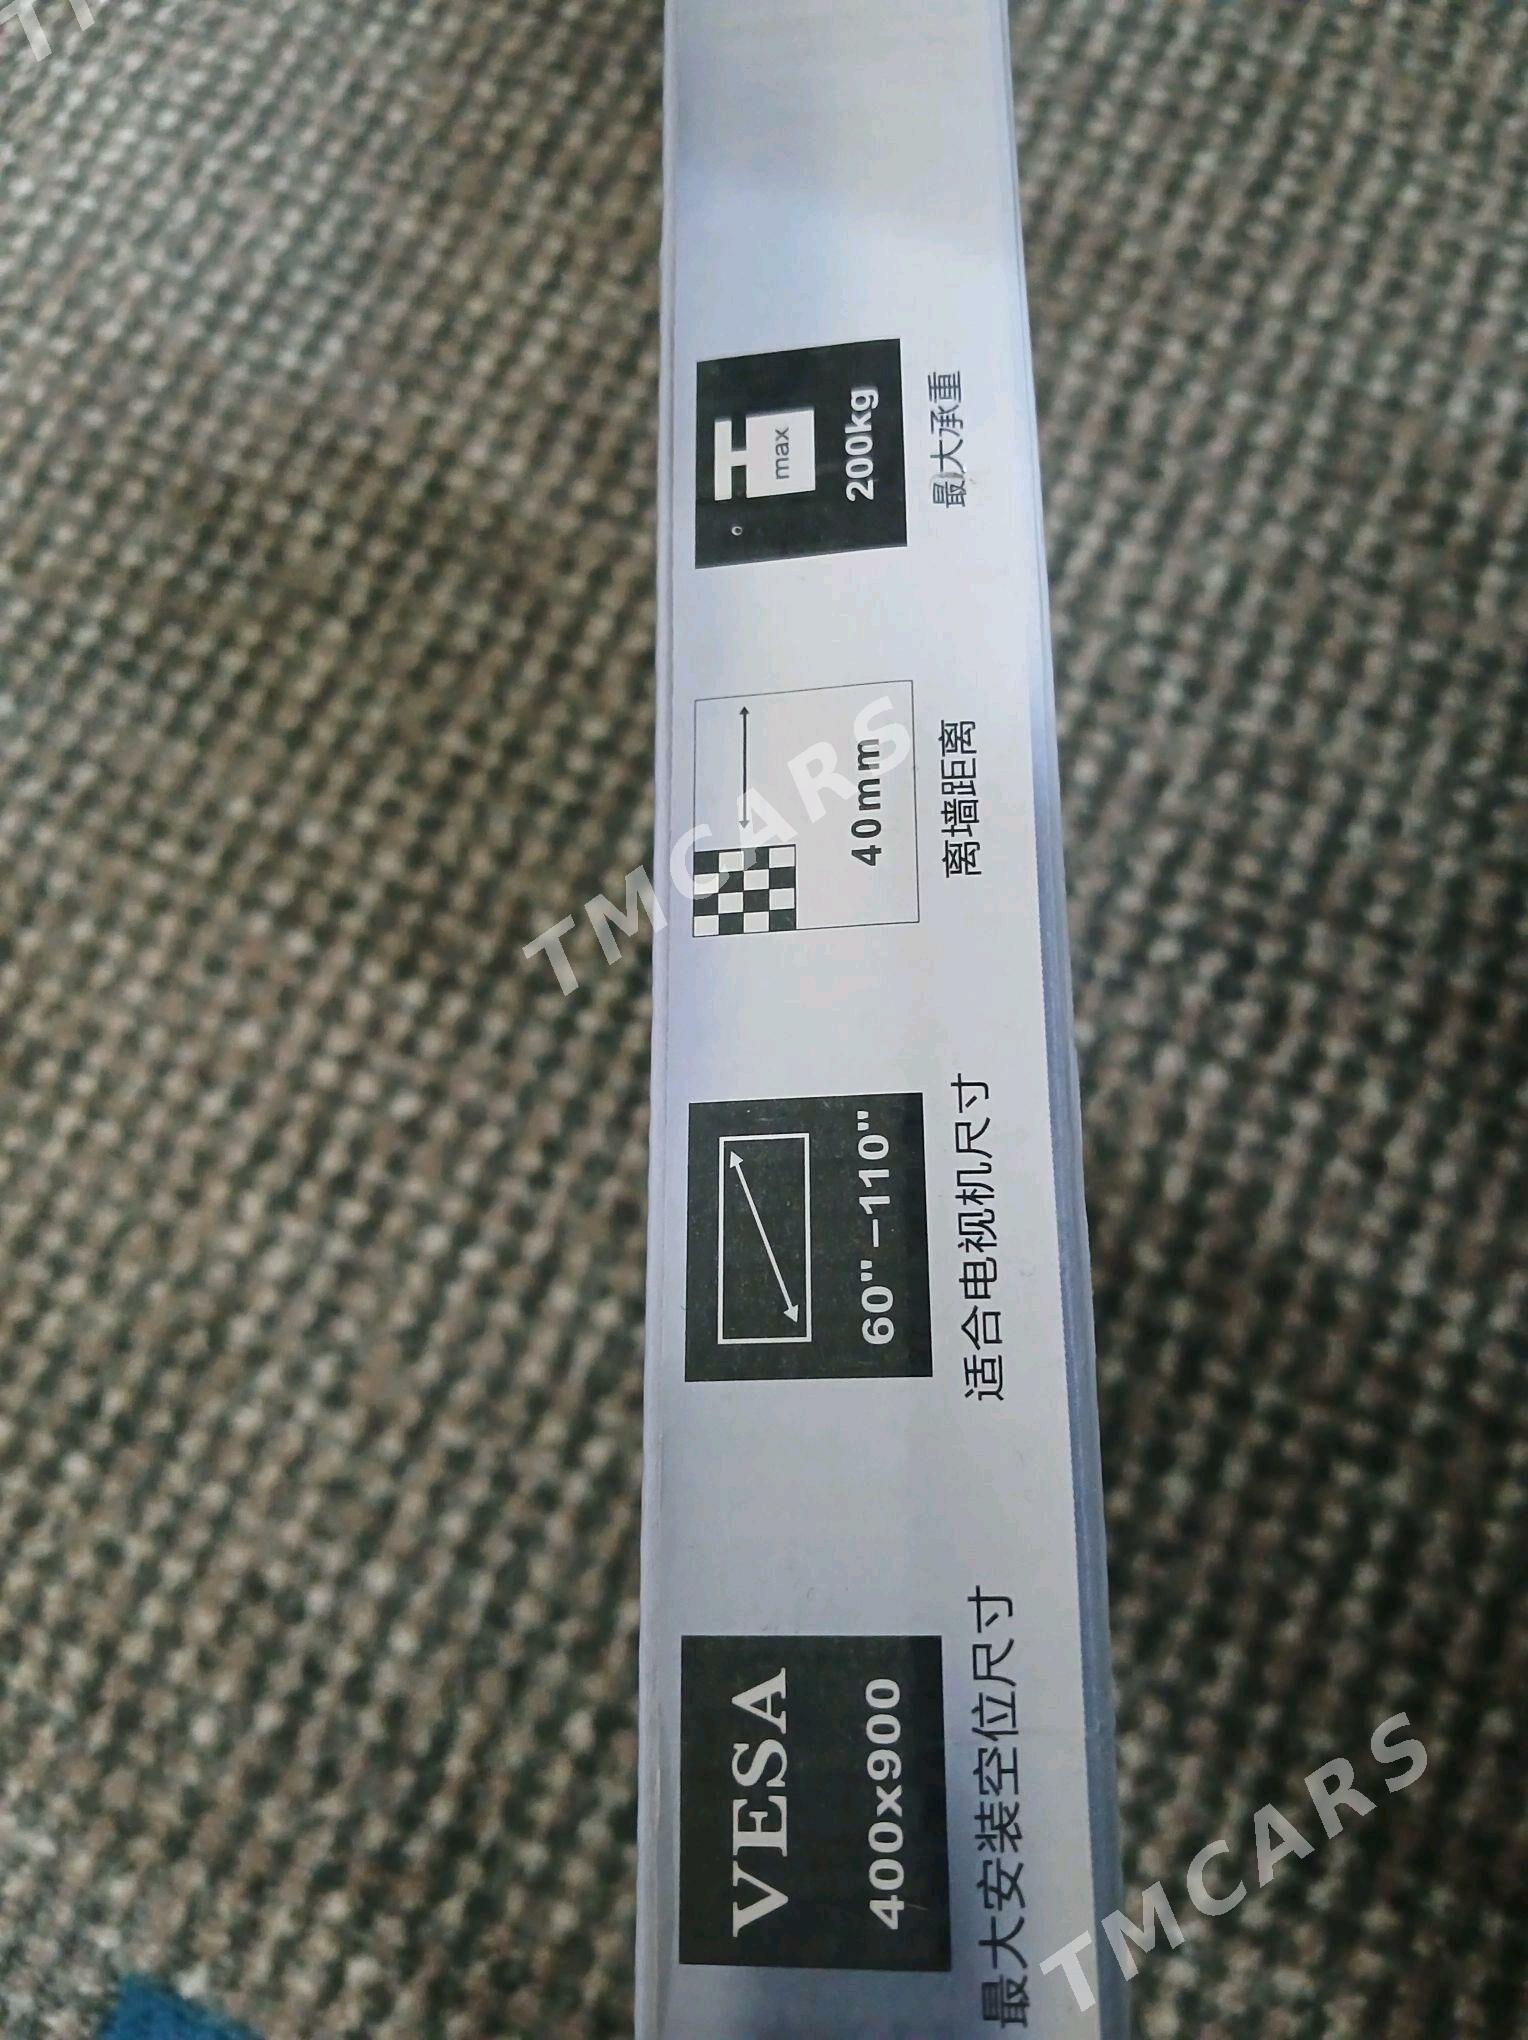 VESA
400x900
最大安装空位尺寸
60"–110"
适合电视机尺寸
40mm
离墙距离
max
200kg
最大承重
TMCARS
TMCARS